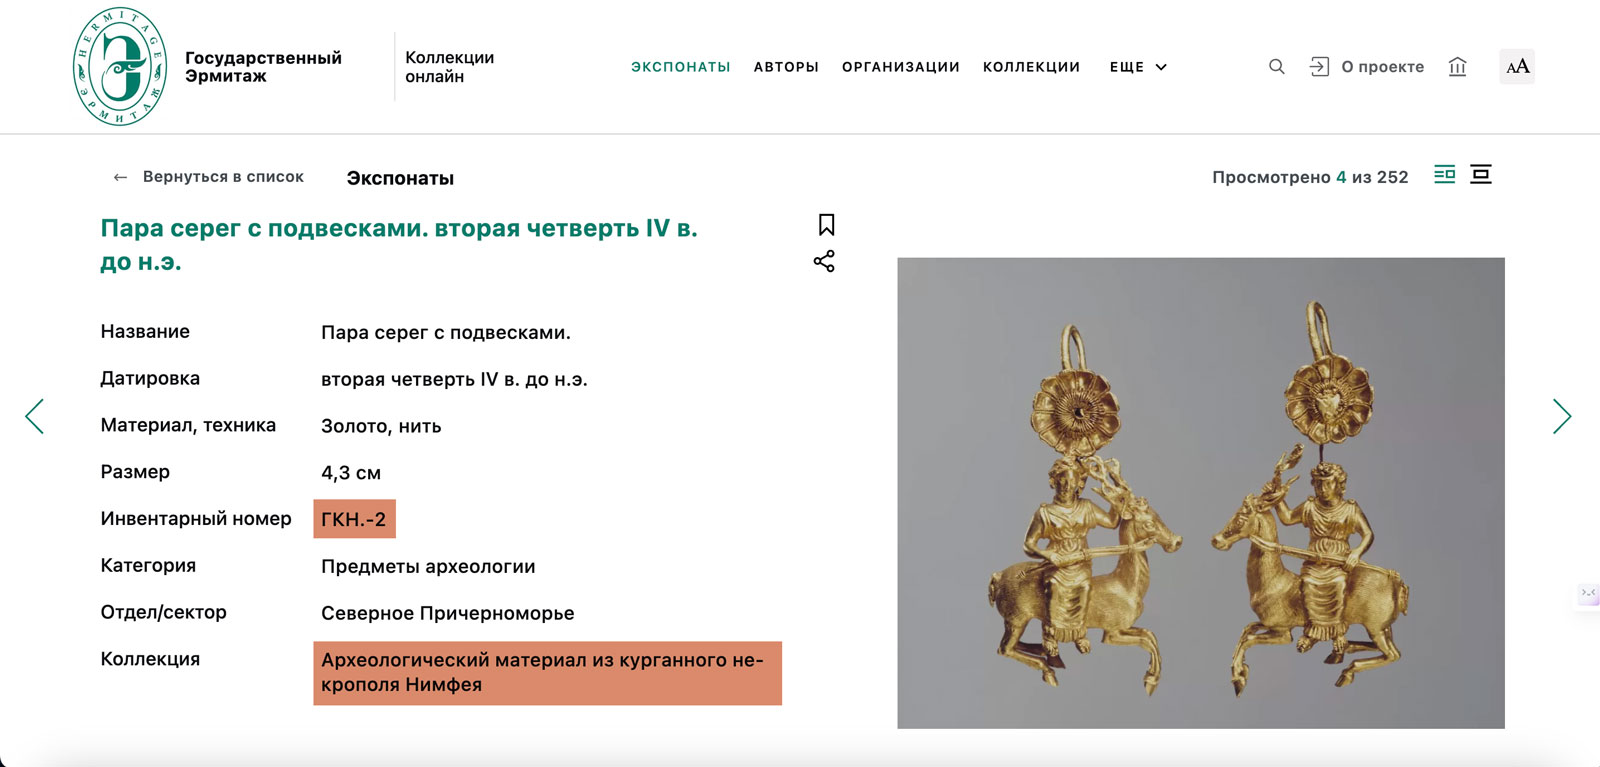 HERMITAGE
ЭРМИТАЖ
Государственный
Эрмитаж
Коллекции
онлайн
ЭКСПОНАТЫ АВТОРЫ ОРГАНИЗАЦИИ КОЛЛЕКЦИИ ЕЩЕ
О проекте
АА
← Вернуться в список
Экспонаты
Просмотрено 4 из 252
Пара серег с подвесками. вторая четверть IV в.
до н.э.
Название Пара серег с подвесками.
Датировка вторая четверть IV в. до н.э.
Материал, техника Золото, нить
Размер 4,3 см
Инвентарный номер ГКН.-2
Категория Предметы археологии
Отдел/сектор Северное Причерноморье
Коллекция Археологический материал из курганного не-
крополя Нимфея